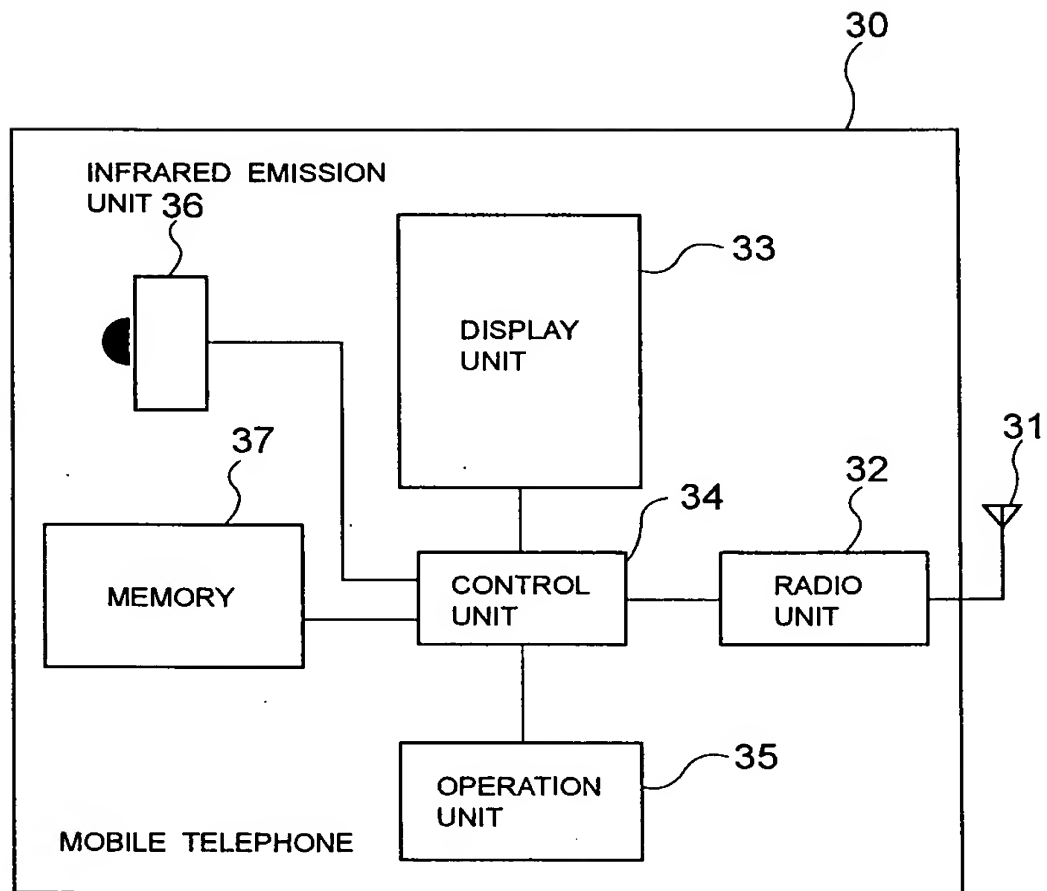 30
INFRARED EMISSION
UNIT 36
33
DISPLAY
UNIT
37
34
32
31
MEMORY
CONTROL
UNIT
RADIO
UNIT
35
OPERATION
UNIT
MOBILE TELEPHONE